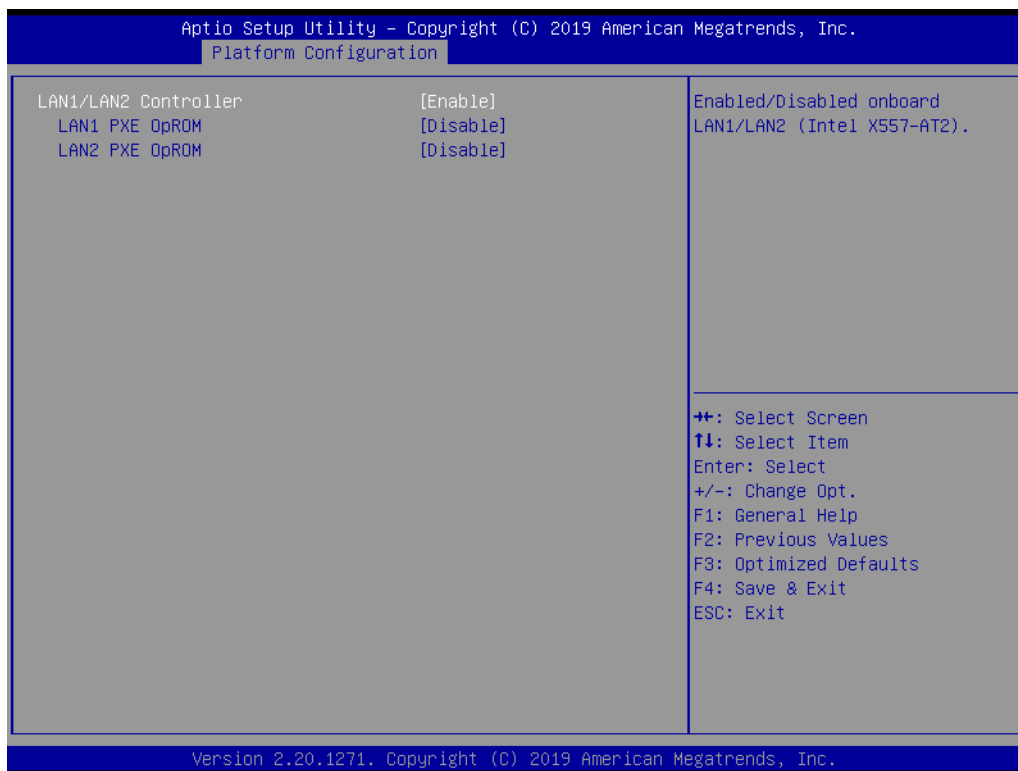 Aptio Setup Utility – Copyright (C) 2019 American Megatrends, Inc.
Platform Configuration
LAN1/LAN2 Controller [Enable]
LAN1 PXE OpROM [Disable]
LAN2 PXE OpROM [Disable]
Enabled/Disabled onboard
LAN1/LAN2 (Intel X557-AT2).
→←: Select Screen
↑↓: Select Item
Enter: Select
+/-: Change Opt.
F1: General Help
F2: Previous Values
F3: Optimized Defaults
F4: Save & Exit
ESC: Exit
Version 2.20.1271. Copyright (C) 2019 American Megatrends, Inc.